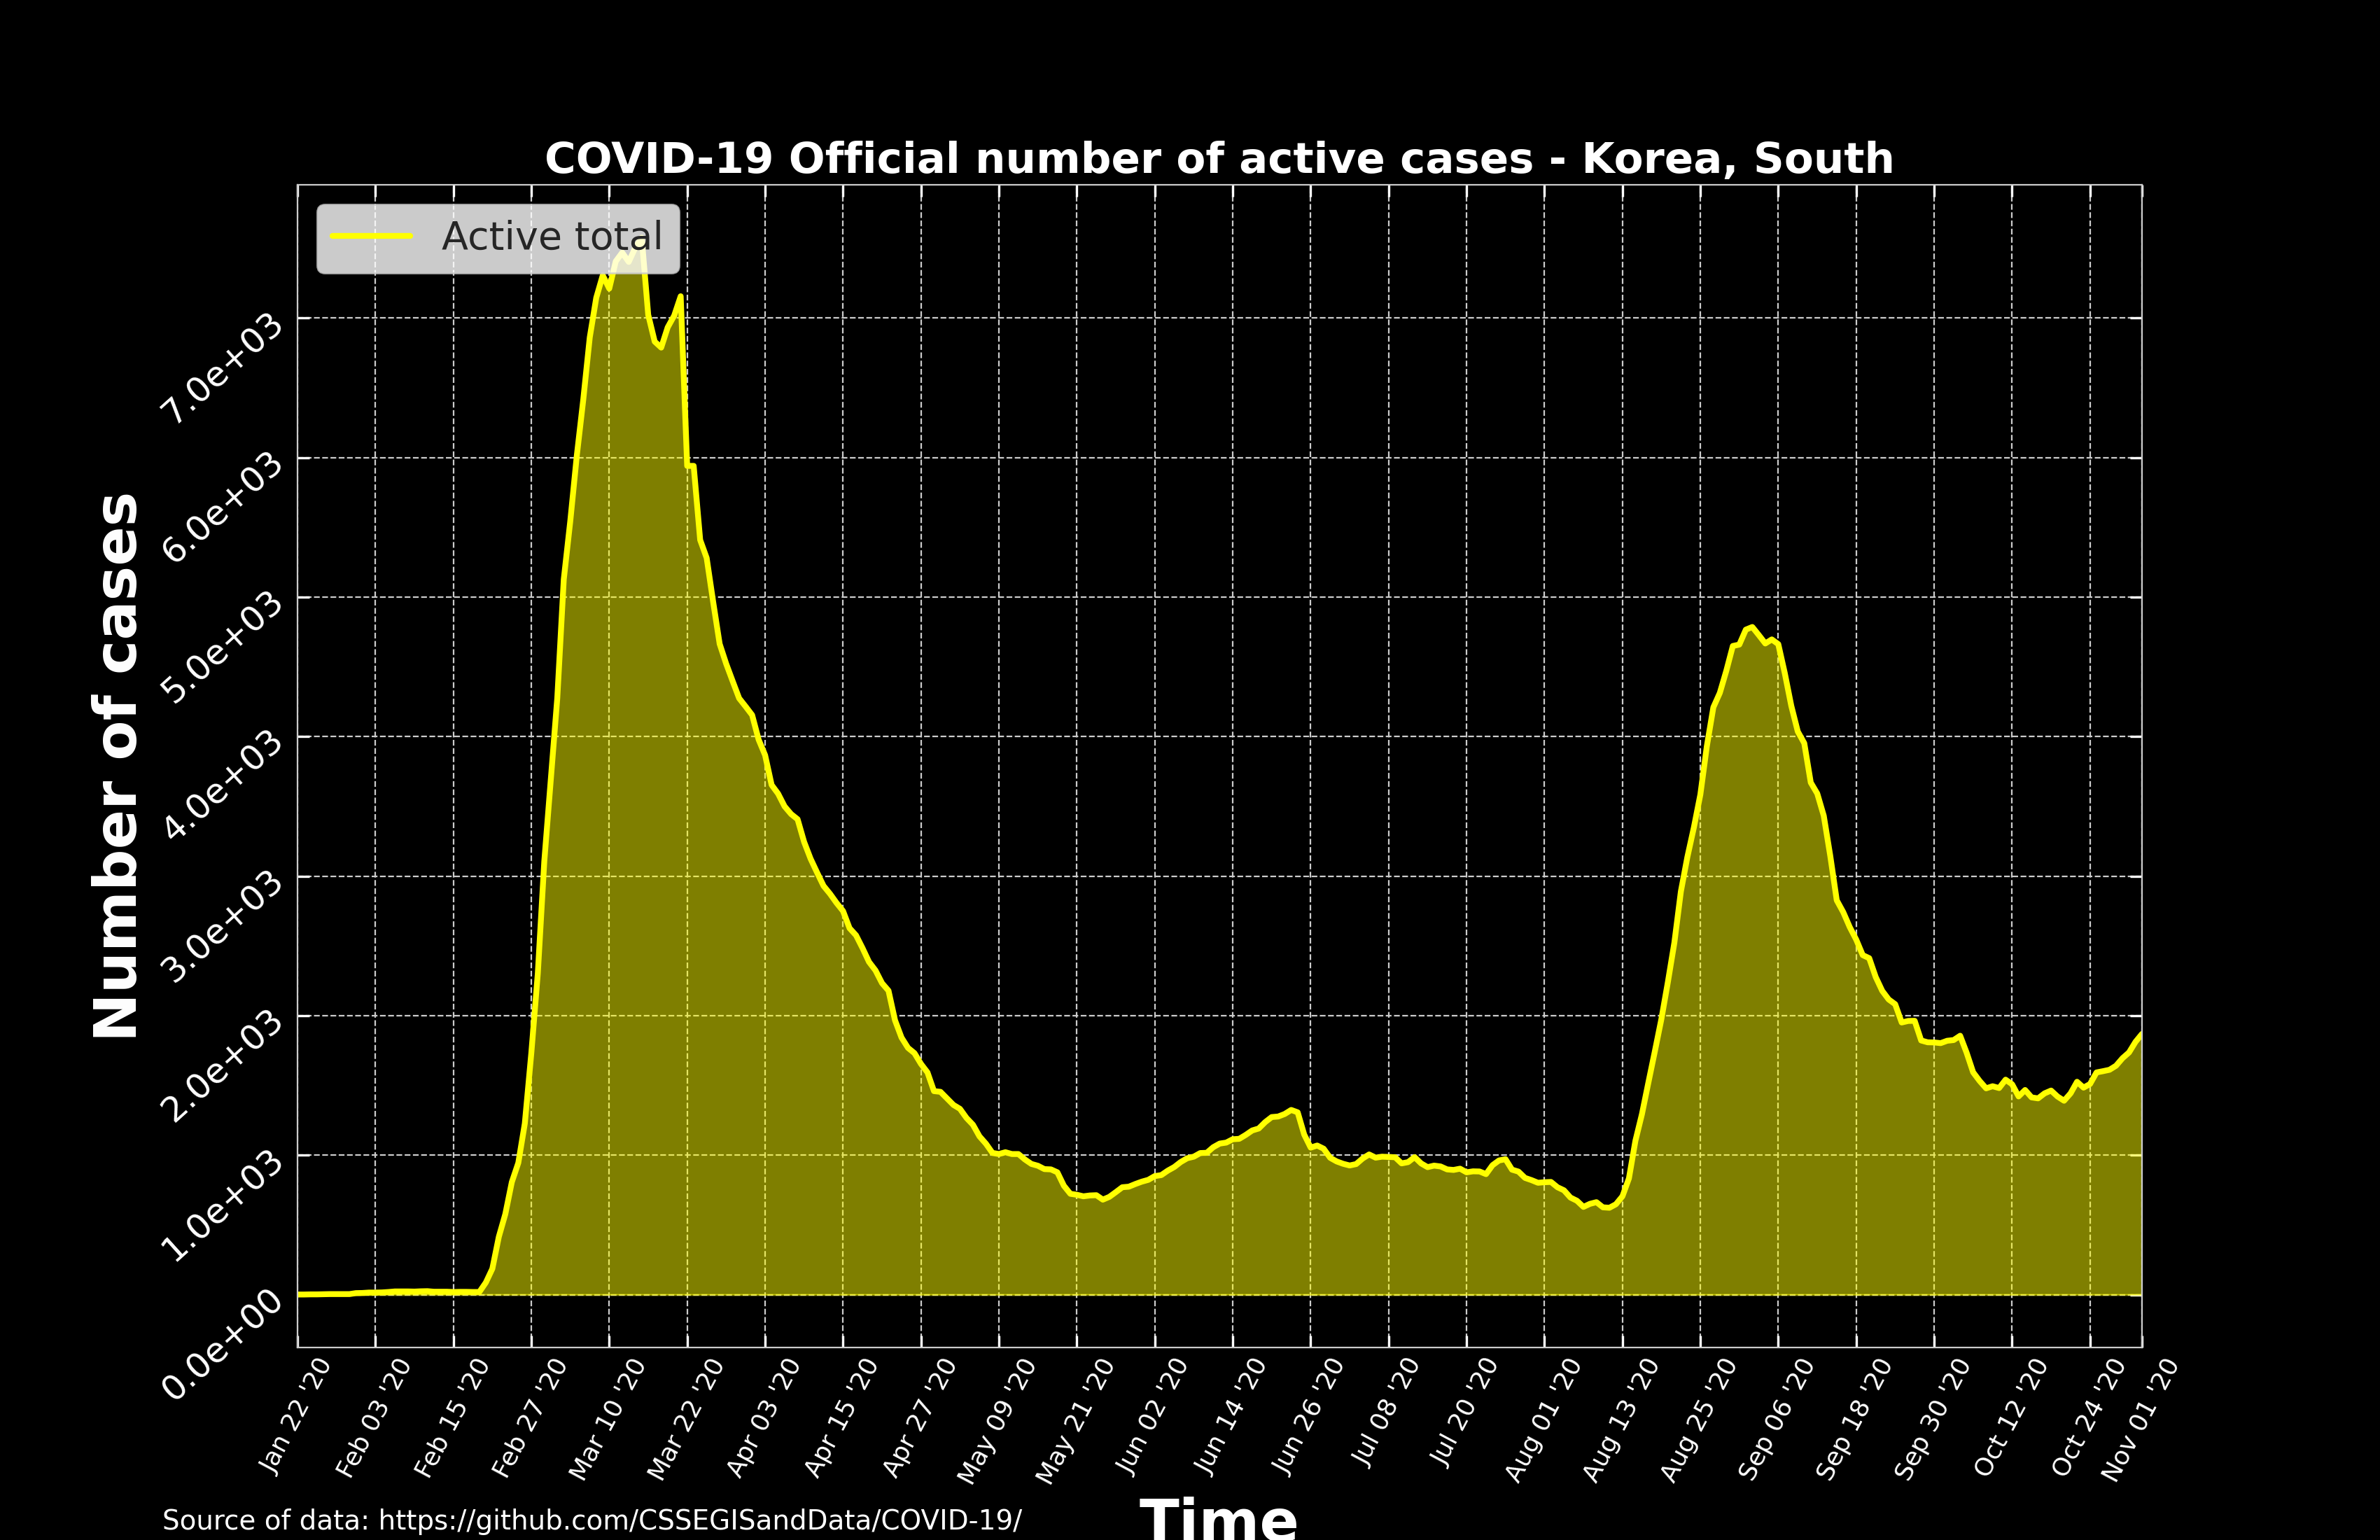 COVID-19 Official number of active cases - Korea, South
Active total
Number of cases
7.0e+03
6.0e+03
5.0e+03
4.0e+03
3.0e+03
2.0e+03
1.0e+03
0.0e+00
Jan 22 '20
Feb 03 '20
Feb 15 '20
Feb 27 '20
Mar 10 '20
Mar 22 '20
Apr 03 '20
Apr 15 '20
Apr 27 '20
May 09 '20
May 21 '20
Jun 02 '20
Jun 14 '20
Jun 26 '20
Jul 08 '20
Jul 20 '20
Aug 01 '20
Aug 13 '20
Aug 25 '20
Sep 06 '20
Sep 18 '20
Sep 30 '20
Oct 12 '20
Oct 24 '20
Nov 01 '20
Time
Source of data: https://github.com/CSSEGISandData/COVID-19/